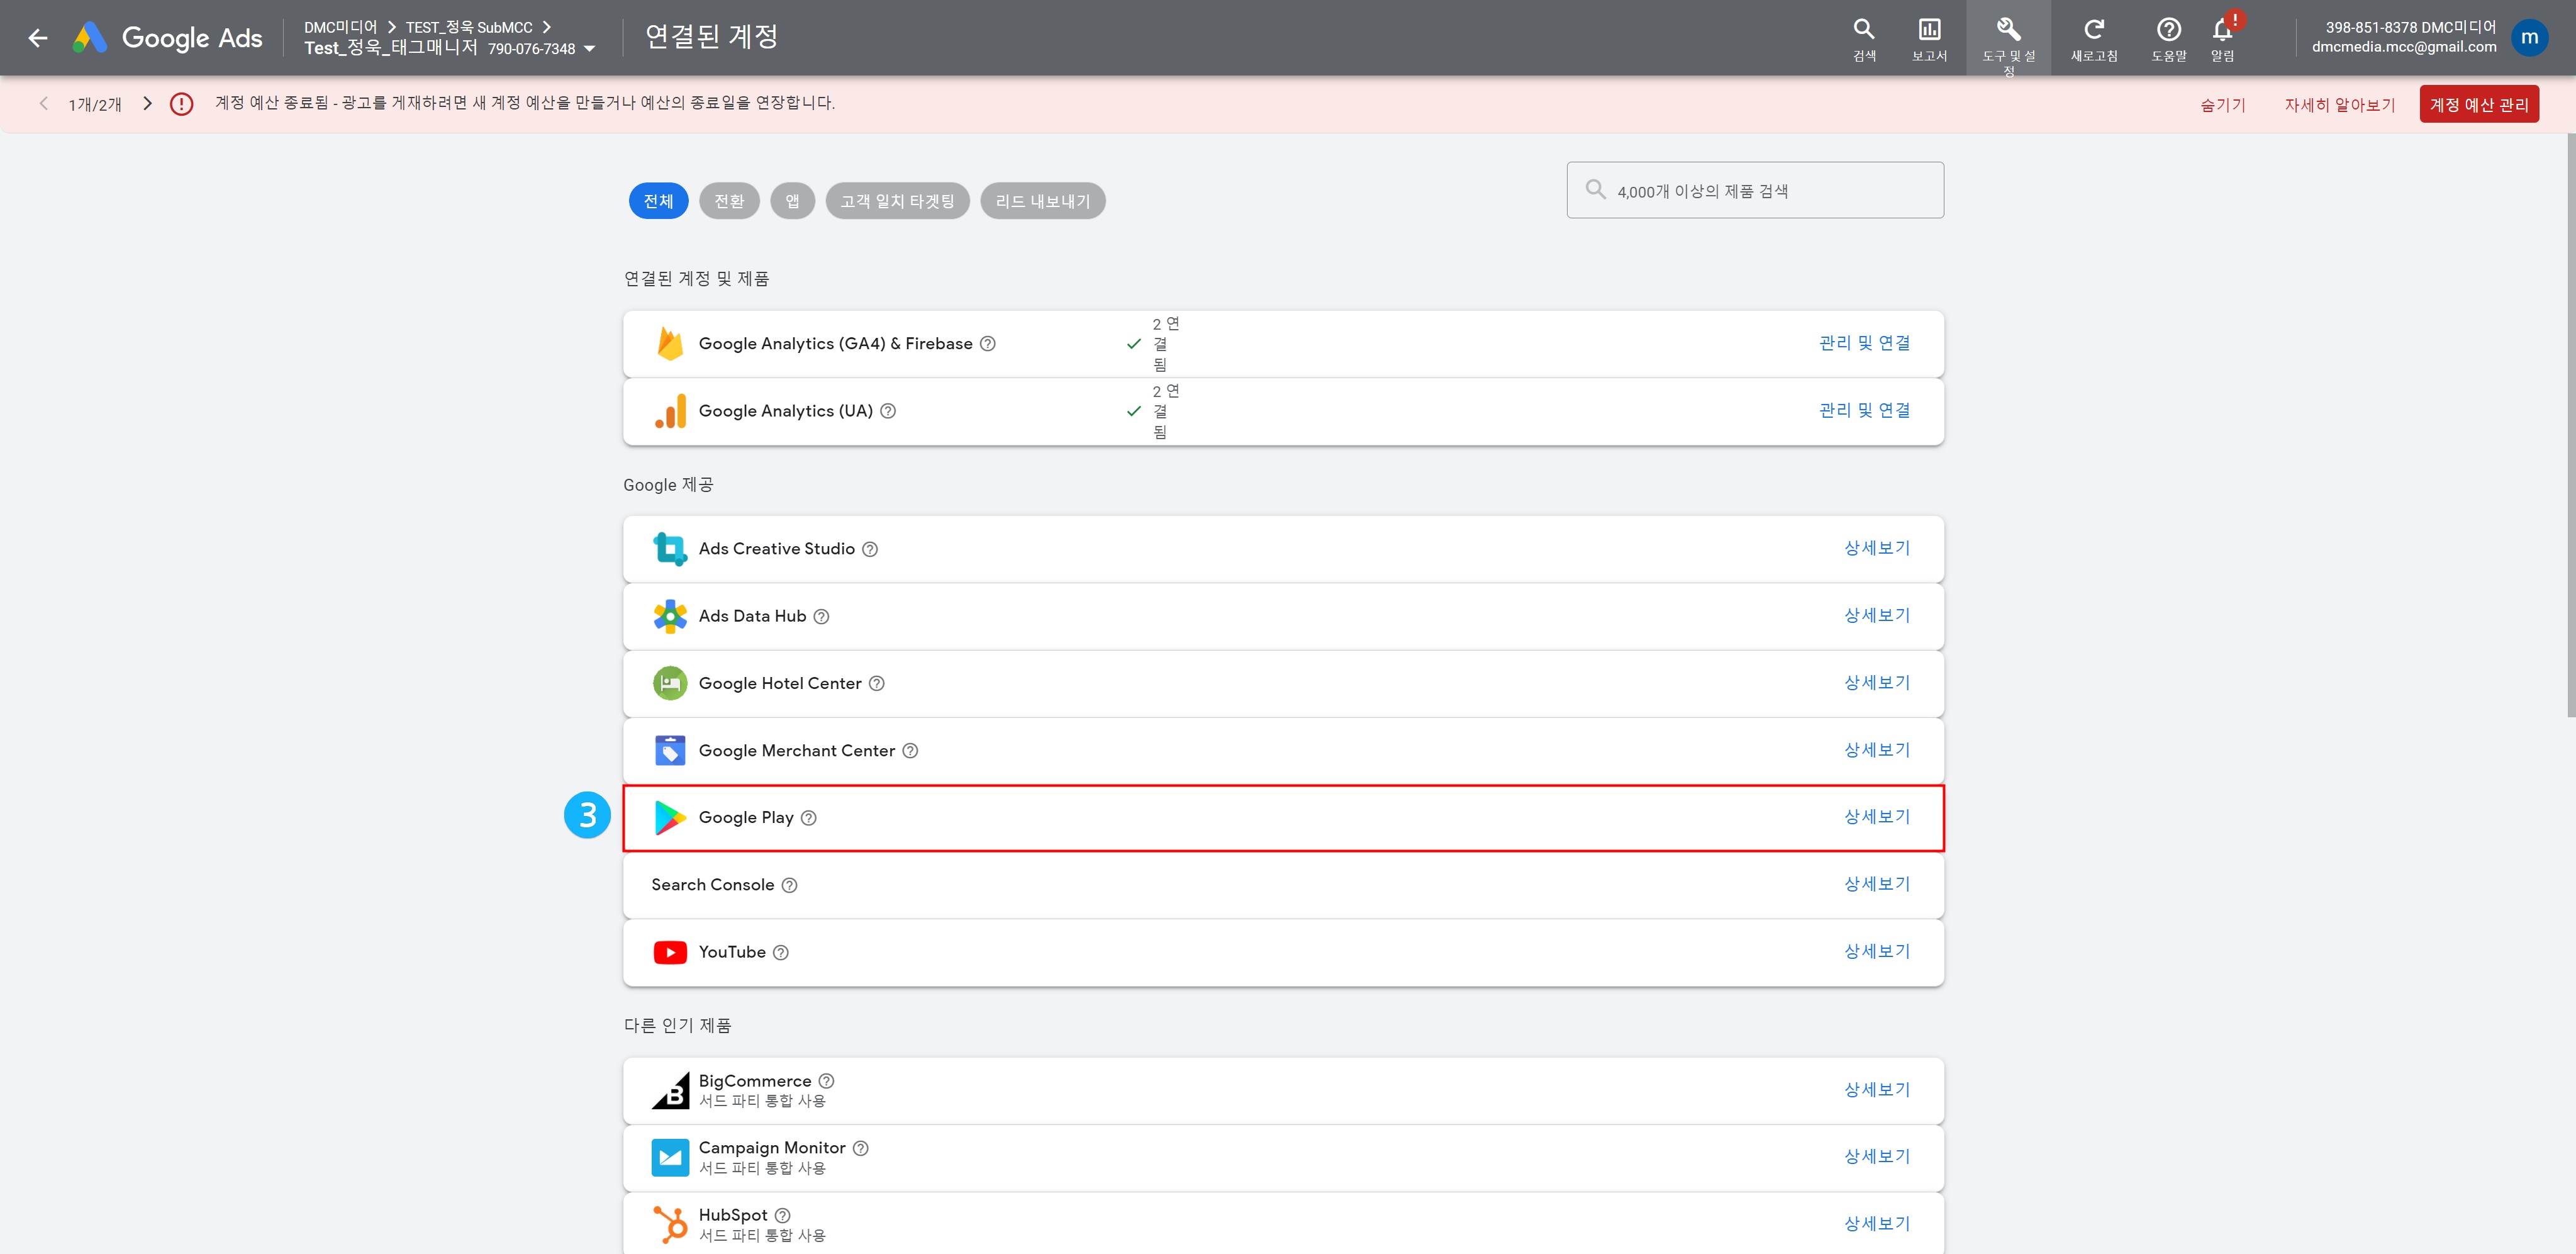 Google Ads
DMC미디어 > TEST_정욱 SubMCC >
Test_정욱_태그매니저 790-076-7348
연결된 계정
검색
보고서
도구 및 설
정
새로고침
도움말
!
알림
398-851-8378 DMC미디어
dmcmedia.mcc@gmail.com
m
1개/2개
계정 예산 종료됨 - 광고를 게재하려면 새 계정 예산을 만들거나 예산의 종료일을 연장합니다.
숨기기
자세히 알아보기
계정 예산 관리
전체
전환
앱
고객 일치 타겟팅
리드 내보내기
4,000개 이상의 제품 검색
연결된 계정 및 제품
Google Analytics (GA4) & Firebase
2 연
결
됨
관리 및 연결
Google Analytics (UA)
2 연
결
됨
관리 및 연결
Google 제공
Ads Creative Studio
상세보기
Ads Data Hub
상세보기
Google Hotel Center
상세보기
Google Merchant Center
상세보기
3
Google Play
상세보기
Search Console
상세보기
YouTube
상세보기
다른 인기 제품
B
BigCommerce
서드 파티 통합 사용
상세보기
Campaign Monitor
서드 파티 통합 사용
상세보기
HubSpot
서드 파티 통합 사용
상세보기